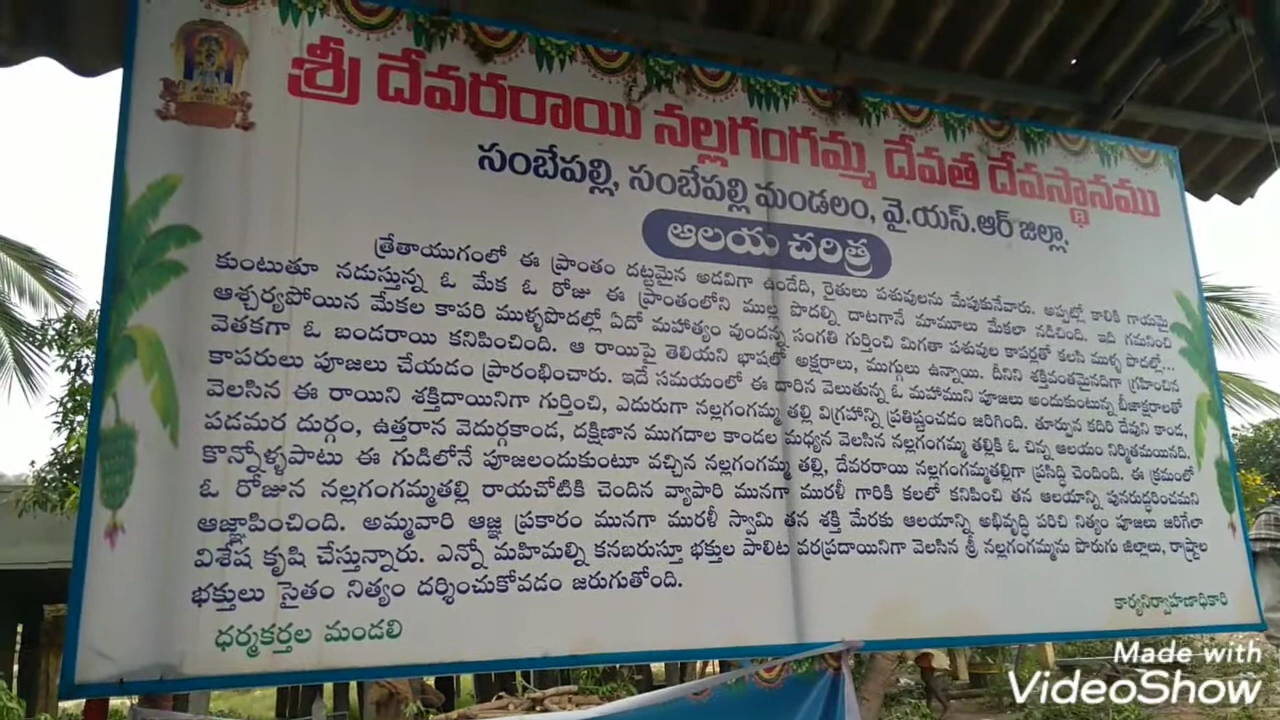 శ్రీ దేవరరాయి నల్లగంగమ్మ దేవత దేవస్థానము
సంబేపల్లి, సంబేపల్లి మండలం, వై.యస్.ఆర్ జిల్లా.
ఆలయ చరిత్ర
త్రేతాయుగంలో ఈ ప్రాంతం దట్టమైన అడవిగా ఉండేది, రైతులు పశువులను మేపుకునేవారు. అప్పట్లో కాలికి గాయమై
కుంటుతూ నడుస్తున్న ఓ మేక ఓ రోజు ఈ ప్రాంతంలోని ముల్ల పొదల్ని దాటగానే మామూలు మేకలా నడిచింది. ఇది గమనించి
ఆశ్చర్యపోయిన మేకల కాపరి ముళ్ళపొదల్లో ఏదో మహాత్యం వుందన్న సంగతి గుర్తించి మిగతా పశువుల కాపర్లతో కలసి ముళ్ళ పొదల్లో...
వెతకగా ఓ బండరాయి కనిపించింది. ఆ రాయిపై తెలియని భాషలో అక్షరాలు, ముగ్గులు ఉన్నాయి. దీనిని శక్తివంతమైనదిగా గ్రహించిన
కాపరులు పూజలు చేయడం ప్రారంభించారు. ఇదే సమయంలో ఈ దారిన వెలుతున్న ఓ మహాముని పూజలు అందుకుంటున్న బీజాక్షరాలతో
వెలసిన ఈ రాయిని శక్తిదాయినిగా గుర్తించి, ఎదురుగా నల్లగంగమ్మ తల్లి విగ్రహాన్ని ప్రతిష్టంచడం జరిగింది. తూర్పున కదిరి దేవుని కాండ,
పడమర దుర్గం, ఉత్తరాన వెదుర్గకాండ, దక్షిణాన ముగదాల కాండల మధ్యన వెలసిన నల్లగంగమ్మ తల్లికి ఓ చిన్న ఆలయం నిర్మితమయినది.
కొన్నోళ్ళపాటు ఈ గుడిలోనే పూజలందుకుంటూ వచ్చిన నల్లగంగమ్మ తల్లి, దేవరరాయి నల్లగంగమ్మతల్లిగా ప్రసిద్ధి చెందింది. ఈ క్రమంలో
ఓ రోజున నల్లగంగమ్మతల్లి రాయచోటికి చెందిన వ్యాపారి మునగా మురళీ గారికి కలలో కనిపించి తన ఆలయాన్ని పునరుద్ధరించమని
ఆజ్ఞాపించింది. అమ్మవారి ఆజ్ఞ ప్రకారం మునగా మురళీ స్వామి తన శక్తి మేరకు ఆలయాన్ని అభివృద్ధి పరిచి నిత్యం పూజలు జరిగేలా
విశేష కృషి చేస్తున్నారు. ఎన్నో మహిమల్ని కనబరుస్తూ భక్తుల పాలిట వరప్రదాయినిగా వెలసిన శ్రీ నల్లగంగమ్మను పొరుగు జిల్లాలు, రాష్ట్రాల
భక్తులు సైతం నిత్యం దర్శించుకోవడం జరుగుతోంది.
ధర్మకర్తల మండలి
కార్యనిర్వాహణాధికారి
Made with
VideoShow